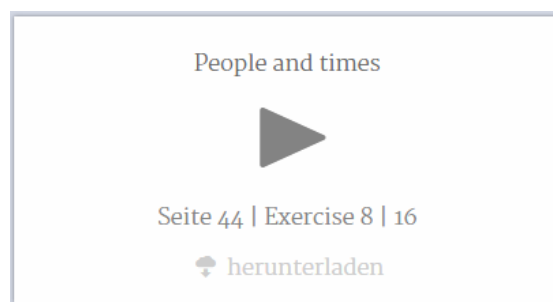 People and times
Seite 44 | Exercise 8 | 16
herunterladen